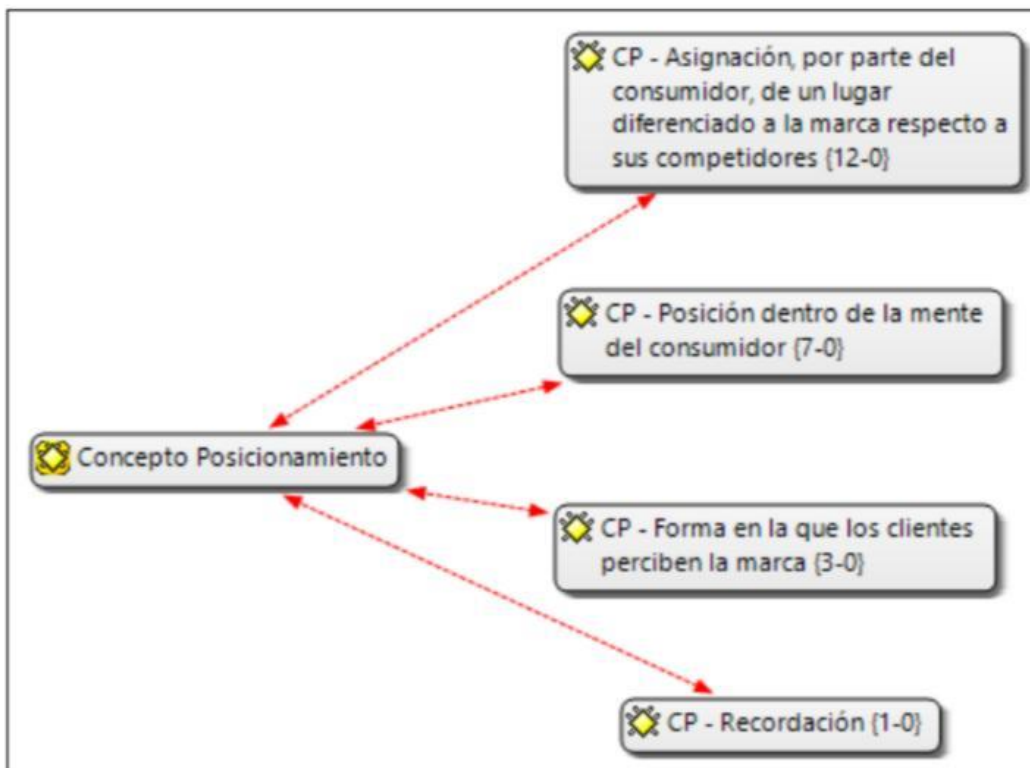 CP - Asignación, por parte del
consumidor, de un lugar
diferenciado a la marca respecto a
sus competidores {12-0}
CP - Posición dentro de la mente
del consumidor {7-0}
Concepto Posicionamiento
CP - Forma en la que los clientes
perciben la marca {3-0}
CP - Recordación {1-0}